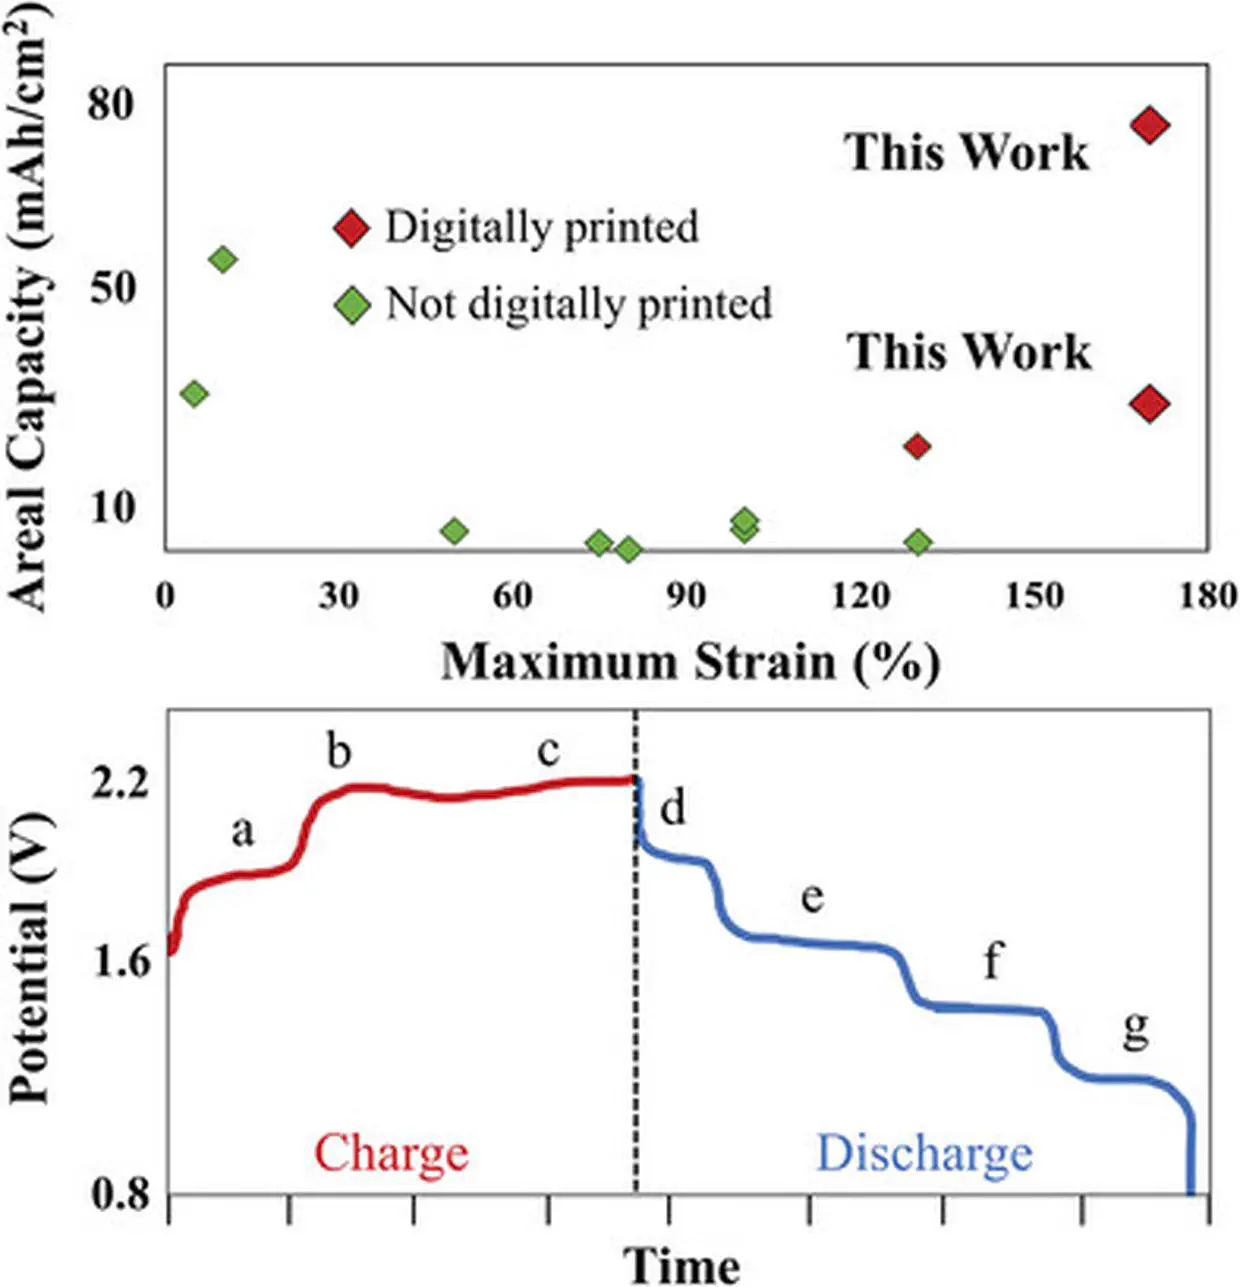 Areal Capacity (mAh/cm²)
80
50
10
This Work
Digitally printed
Not digitally printed
This Work
0 30 60 90 120 150 180
Maximum Strain (%)
Potential (V)
2.2
1.6
0.8
a
b
c
d
e
f
g
Charge
Discharge
Time